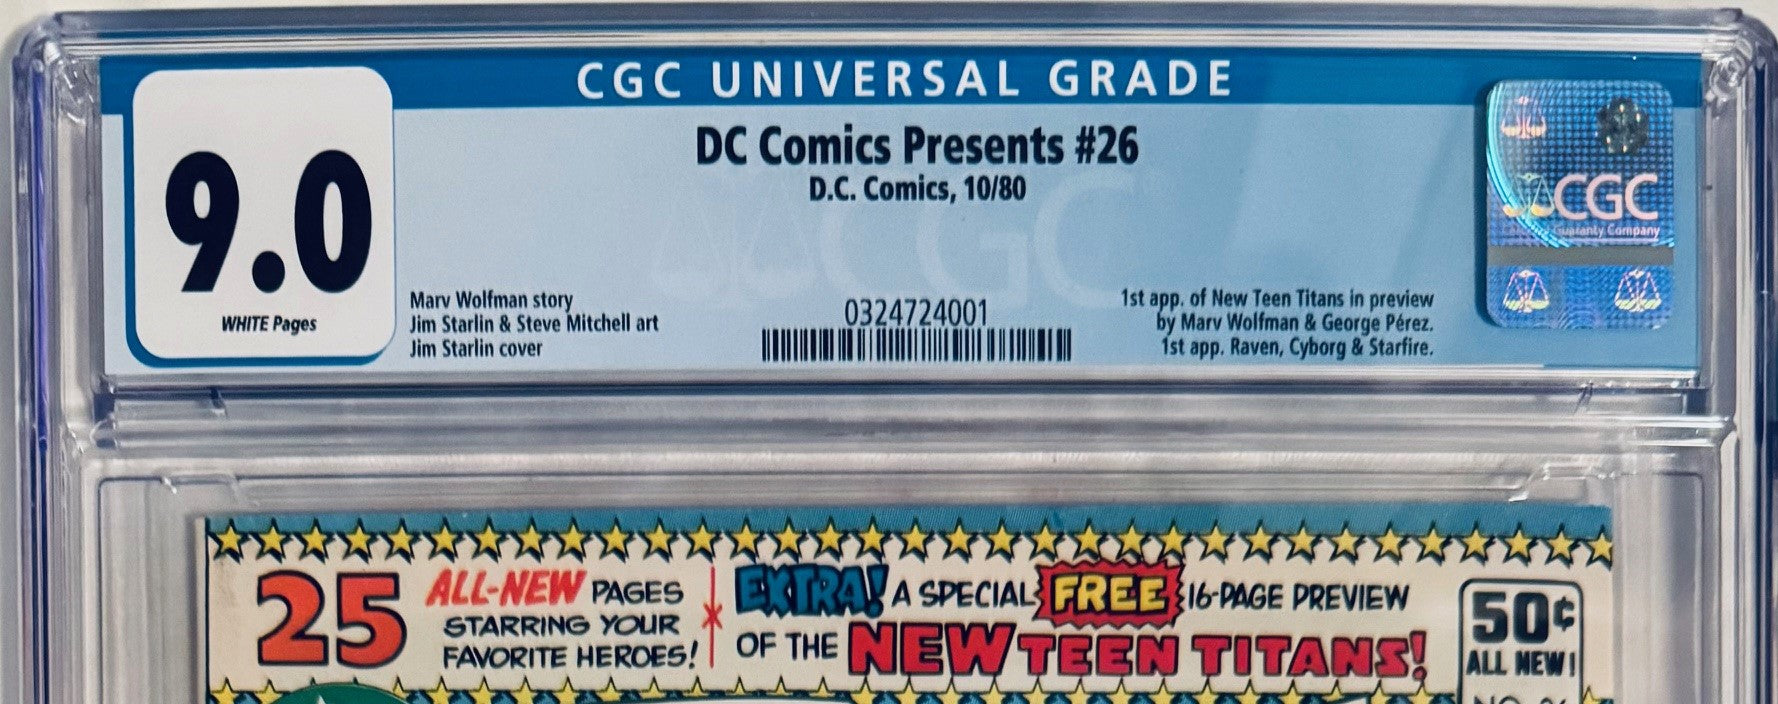 CGC UNIVERSAL GRADE
9.0
WHITE Pages
DC Comics Presents #26
D.C. Comics, 10/80
Marv Wolfman story
Jim Starlin & Steve Mitchell art
Jim Starlin cover
0324724001
1st app. of New Teen Titans in preview
by Marv Wolfman & George Pérez.
1st app. Raven, Cyborg & Starfire.
CGC
Guaranty Company
CGC
25 ALL-NEW PAGES
STARRING YOUR
FAVORITE HEROES!
EXTRA! A SPECIAL FREE 16-PAGE PREVIEW
OF THE NEW TEEN TITANS!
50¢
ALL NEW!